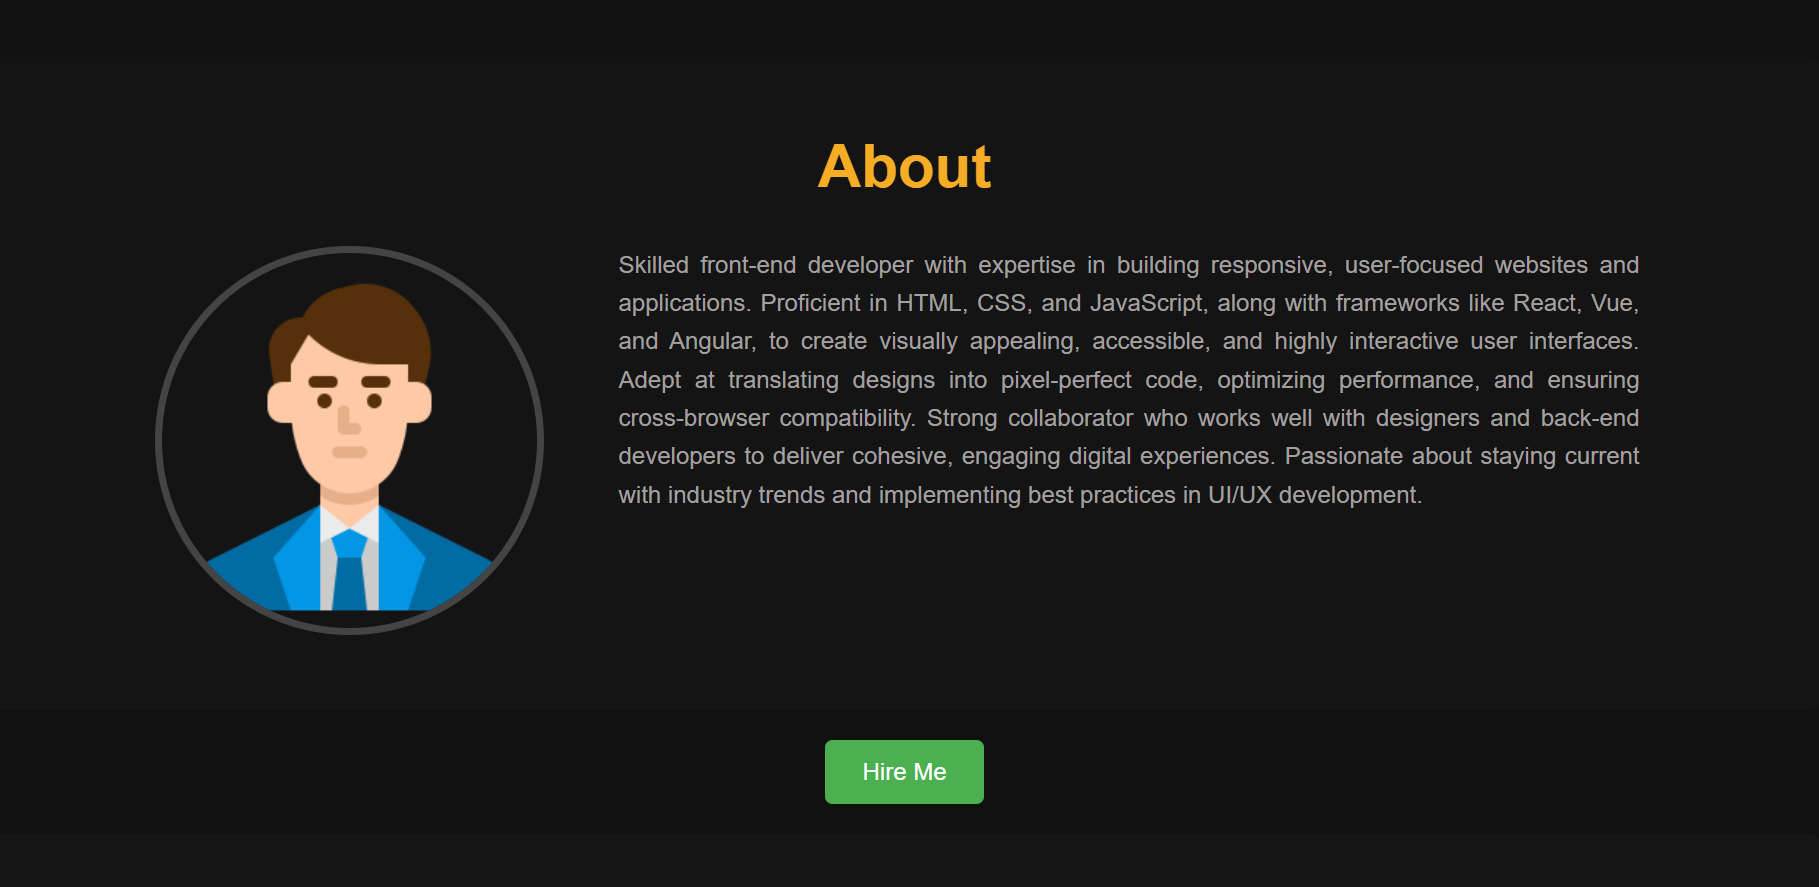 About
Skilled front-end developer with expertise in building responsive, user-focused websites and
applications. Proficient in HTML, CSS, and JavaScript, along with frameworks like React, Vue,
and Angular, to create visually appealing, accessible, and highly interactive user interfaces.
Adept at translating designs into pixel-perfect code, optimizing performance, and ensuring
cross-browser compatibility. Strong collaborator who works well with designers and back-end
developers to deliver cohesive, engaging digital experiences. Passionate about staying current
with industry trends and implementing best practices in UI/UX development.
Hire Me